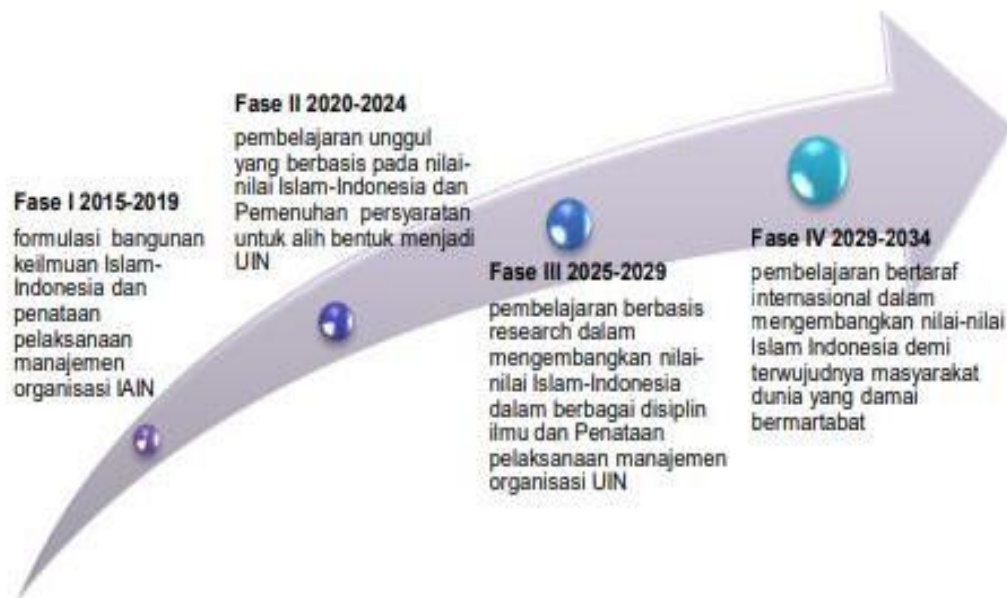 Fase I 2015-2019
formulasi bangunan
keilmuan Islam-
Indonesia dan
penataan
pelaksanaan
manajemen
organisasi IAIN
Fase II 2020-2024
pembelajaran unggul
yang berbasis pada nilai-
nilai Islam-Indonesia dan
Pemenuhan persyaratan
untuk alih bentuk menjadi
UIN
Fase III 2025-2029
pembelajaran berbasis
research dalam
mengembangkan nilai-
nilai Islam-Indonesia
dalam berbagai disiplin
ilmu dan Penataan
pelaksanaan manajemen
organisasi UIN
Fase IV 2029-2034
pembelajaran bertaraf
internasional dalam
mengembangkan nilai-nilai
Islam Indonesia demi
terwujudnya masyarakat
dunia yang damai
bermartabat